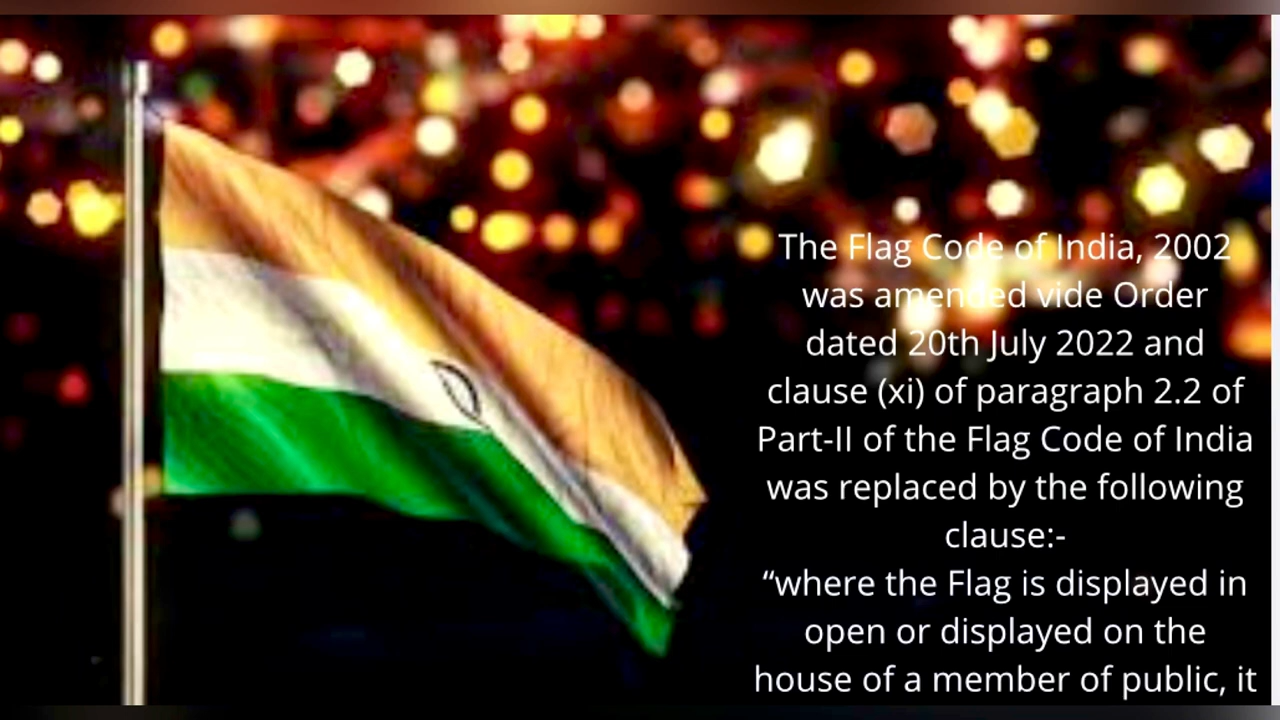 The Flag Code of India, 2002
was amended vide Order
dated 20th July 2022 and
clause (xi) of paragraph 2.2 of
Part-II of the Flag Code of India
was replaced by the following
clause:-
“where the Flag is displayed in
open or displayed on the
house of a member of public, it